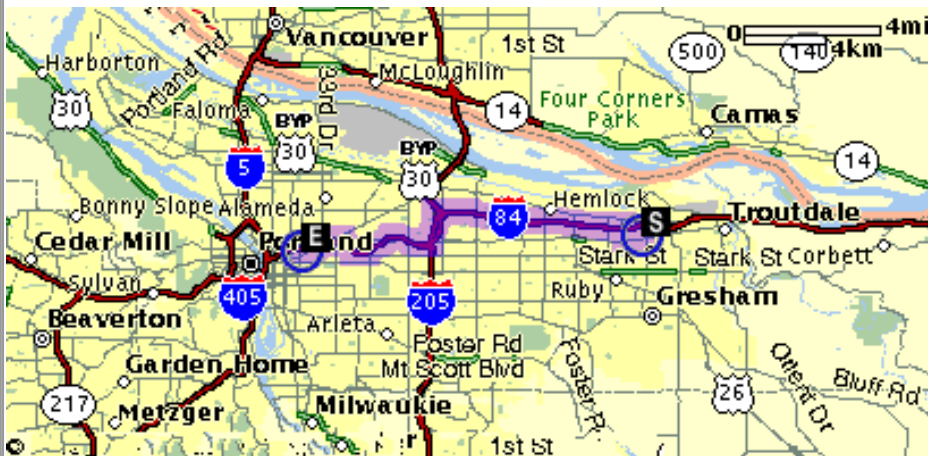 Vancouver
1st St
0 4mi
4km
500
140
Harborton
Portland Rd
McLoughlin
30
Faloma
33rd Dr
14
Four Corners
Park
Camas
BYP
30
BYP
30
5
14
Bonny Slope
Alameda
84
Hemlock
S
Troutdale
Cedar Mill
E
Portland
Stark St
Stark St
Corbett
Sylvan
405
205
Ruby
Gresham
Beaverton
Arleta
Foster Rd
Mt Scott Blvd
Garden Home
Orient Dr
Bluff Rd
26
217
Metzger
Milwaukie
1st St
©